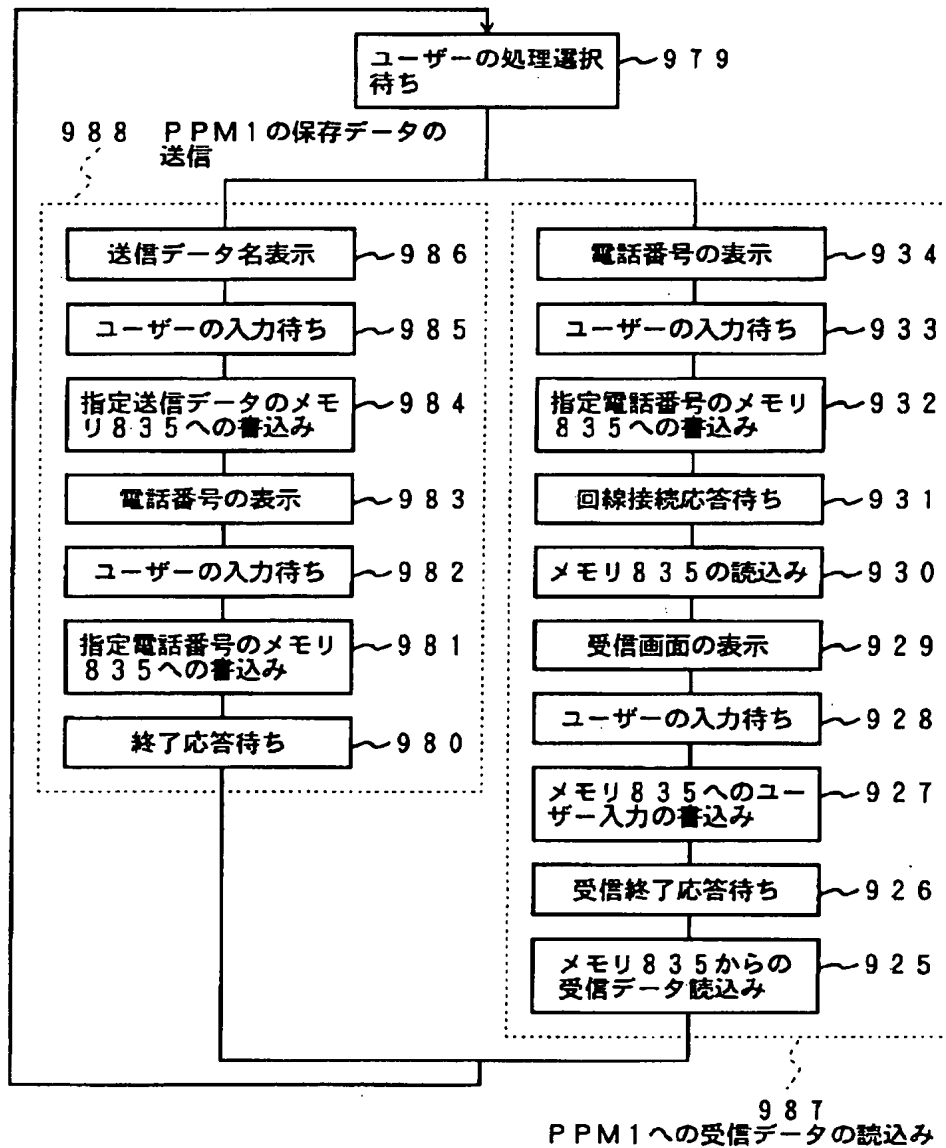 ユーザーの処理選択
待ち
979
988 PPM1の保存データの
送信
送信データ名表示
986
ユーザーの入力待ち
985
指定送信データのメモ
リ835への書込み
984
電話番号の表示
983
ユーザーの入力待ち
982
指定電話番号のメモリ
835への書込み
981
終了応答待ち
980
電話番号の表示
934
ユーザーの入力待ち
933
指定電話番号のメモリ
835への書込み
932
回線接続応答待ち
931
メモリ835の読込み
930
受信画面の表示
929
ユーザーの入力待ち
928
メモリ835へのユー
ザー入力の書込み
927
受信終了応答待ち
926
メモリ835からの
受信データ読込み
925
987
PPM1への受信データの読込み